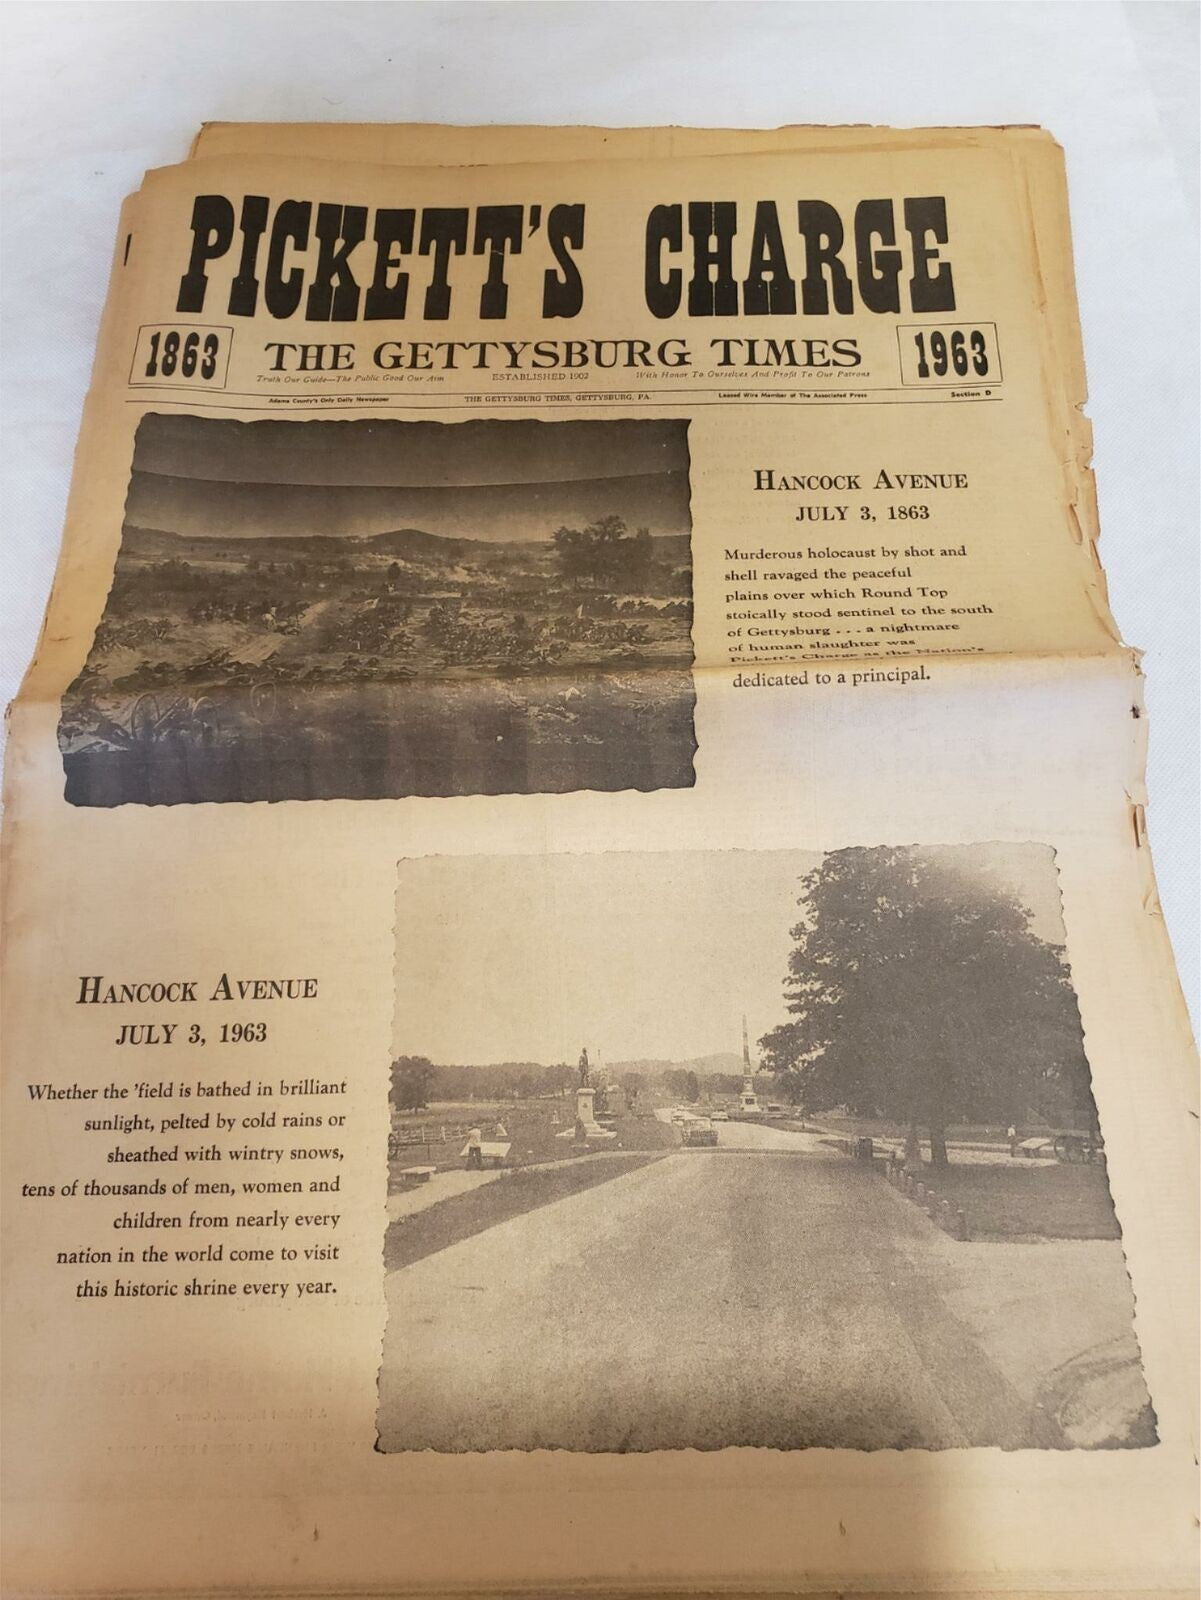 PICKETT'S CHARGE
1863
THE GETTYSBURG TIMES
1963
Truth Our Guide—The Public Good Our Aim
ESTABLISHED 1902
With Honor To Ourselves And Profit To Our Patrons
Adams County's Only Daily Newspaper
THE GETTYSBURG TIMES, GETTYSBURG, PA.
Leased Wire Member of The Associated Press
Section D
HANCOCK AVENUE
JULY 3, 1863
Murderous holocaust by shot and
shell ravaged the peaceful
plains over which Round Top
stoically stood sentinel to the south
of Gettysburg . . . a nightmare
of human slaughter was
Pickett's Charge as the Nation's
dedicated to a principal.
HANCOCK AVENUE
JULY 3, 1963
Whether the 'field is bathed in brilliant
sunlight, pelted by cold rains or
sheathed with wintry snows,
tens of thousands of men, women and
children from nearly every
nation in the world come to visit
this historic shrine every year.